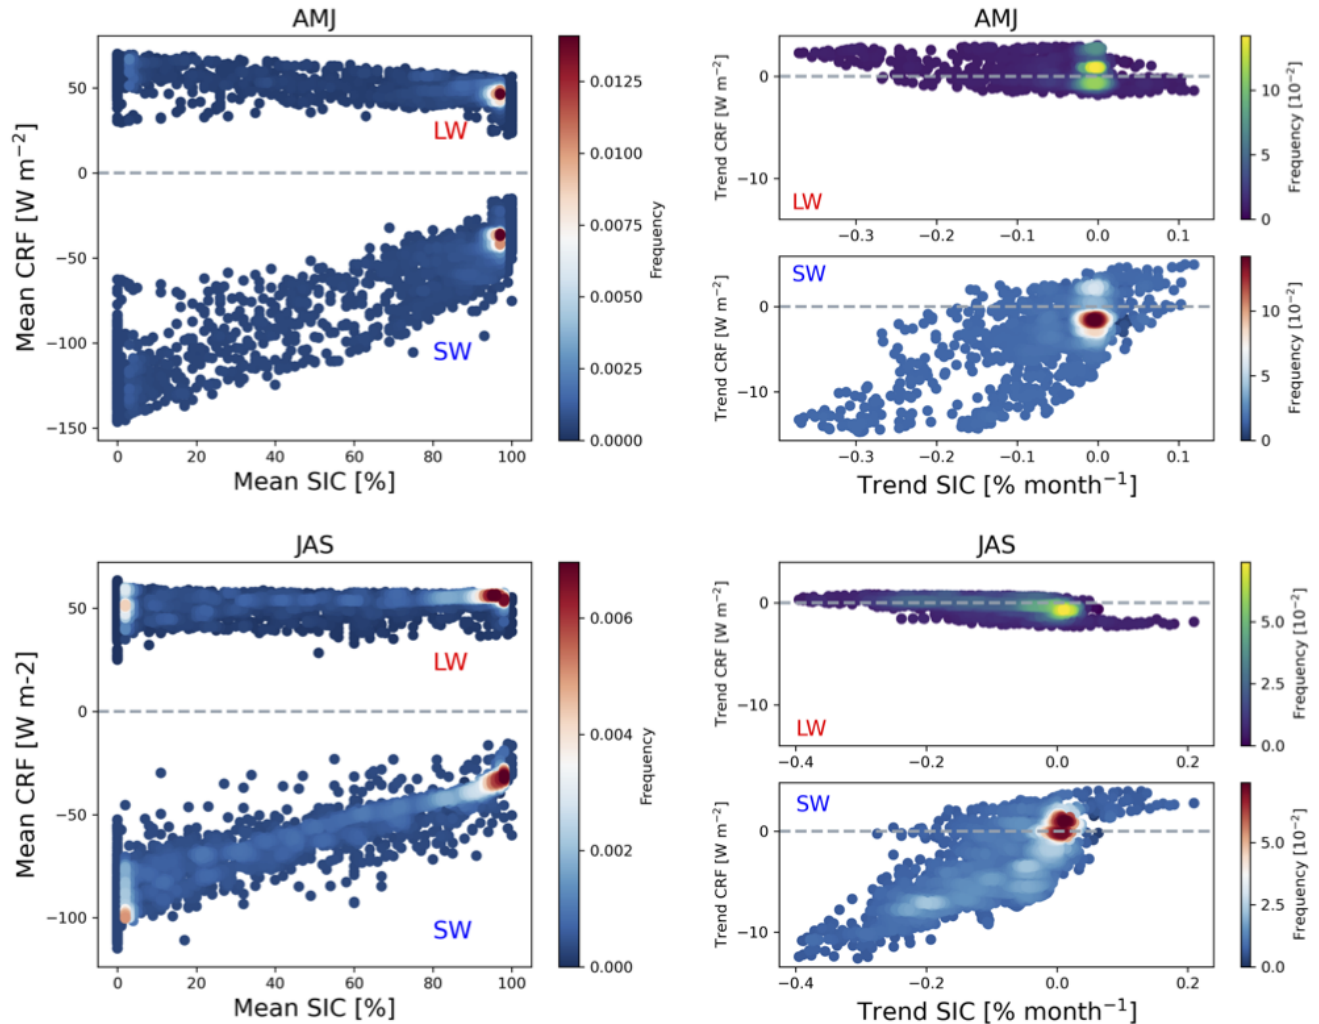 AMJ
50
0
−50
−100
−150
Mean CRF [W m−2]
LW
SW
0 20 40 60 80 100
Mean SIC [%]
0.0125
0.0100
0.0075
0.0050
0.0025
0.0000
Frequency
AMJ
0
−10
Trend CRF [W m−2]
LW
−0.3 −0.2 −0.1 0.0 0.1
10
5
0
Frequency [10−2]
SW
0
−10
Trend CRF [W m−2]
−0.3 −0.2 −0.1 0.0 0.1
Trend SIC [% month−1]
10
5
0
Frequency [10−2]
JAS
50
0
−50
−100
Mean CRF [W m-2]
LW
SW
0 20 40 60 80 100
Mean SIC [%]
0.006
0.004
0.002
0.000
Frequency
JAS
0
−10
Trend CRF [W m−2]
LW
−0.4 −0.2 0.0 0.2
5.0
2.5
0.0
Frequency [10−2]
SW
0
−10
Trend CRF [W m−2]
−0.4 −0.2 0.0 0.2
Trend SIC [% month−1]
5.0
2.5
0.0
Frequency [10−2]